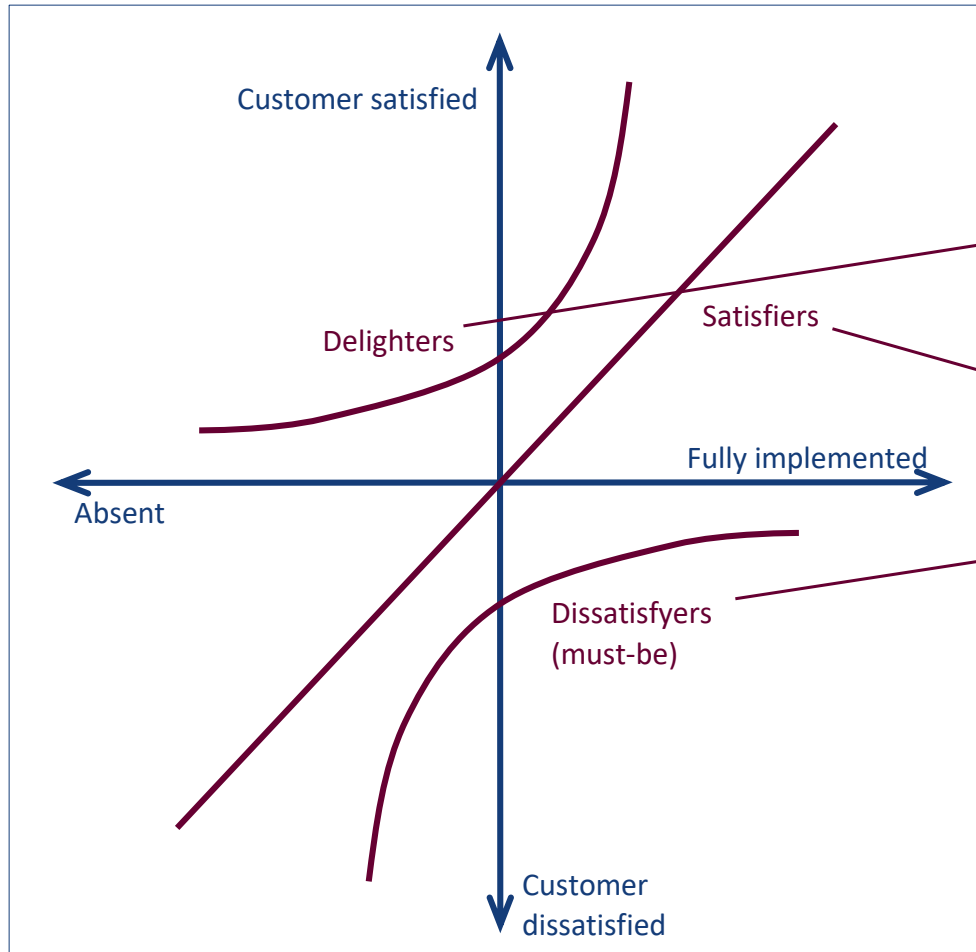 Customer satisfied
Delighters
Satisfiers
Fully implemented
Absent
Dissatisfyers
(must-be)
Customer
dissatisfied